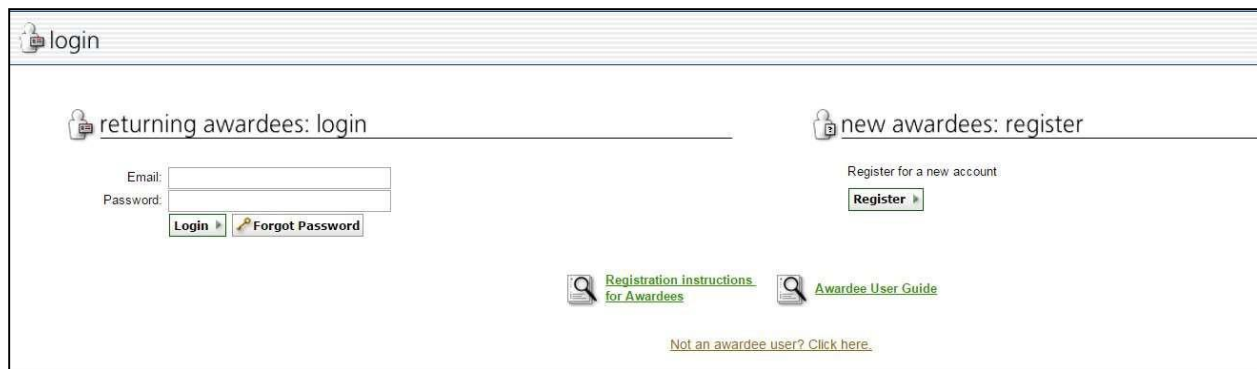 login
returning awardees: login
Email:
Password:
Login
Forgot Password
new awardees: register
Register for a new account
Register
Registration instructions
for Awardees
Awardee User Guide
Not an awardee user? Click here.